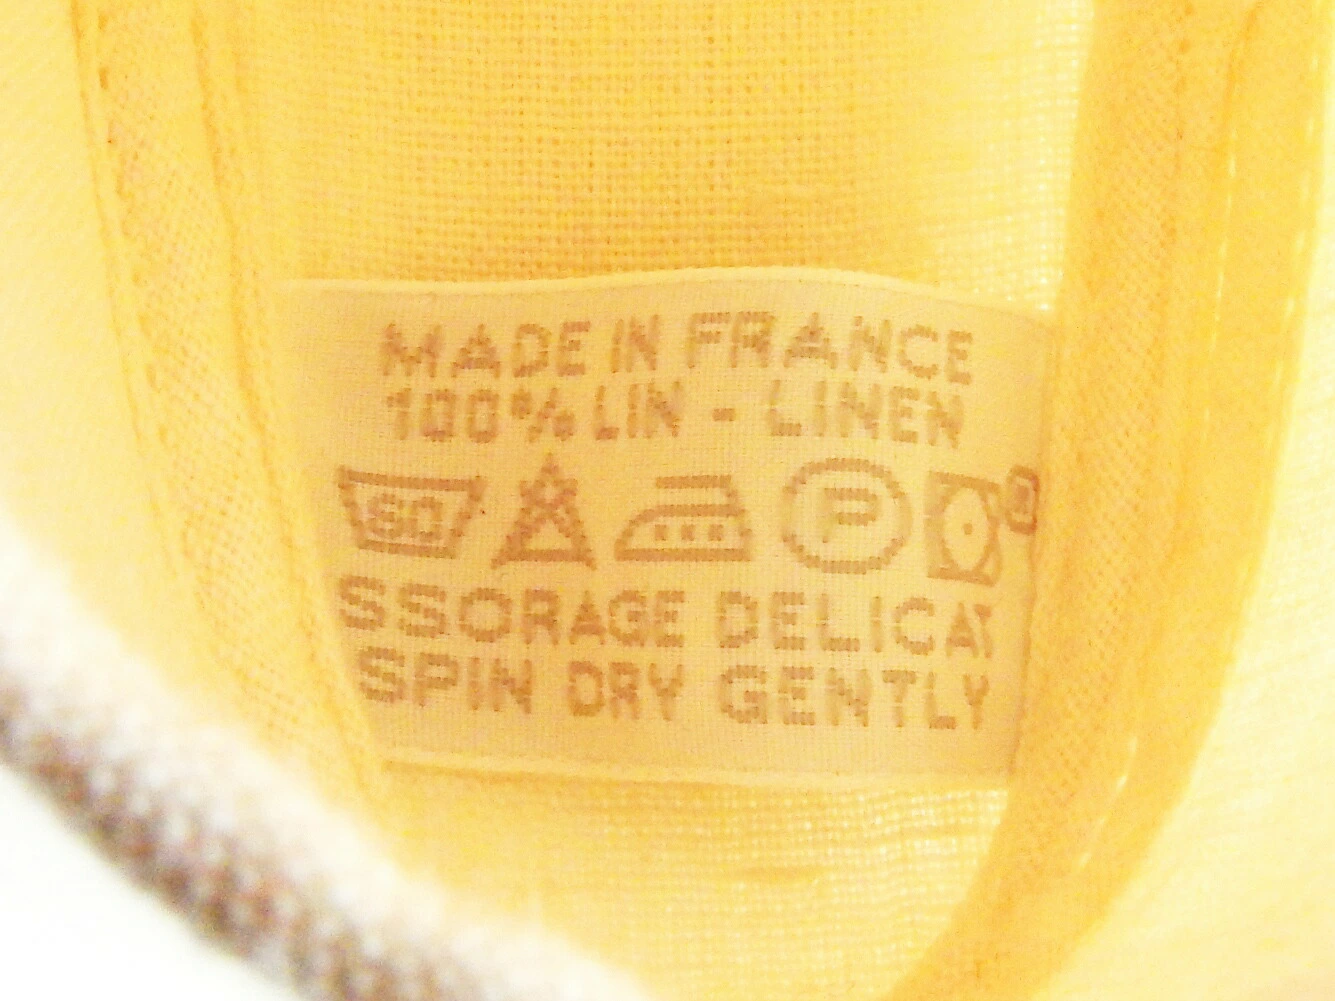 MADE IN FRANCE
100% LIN - LINEN
P
SSORAGE DELICAT
SPIN DRY GENTLY